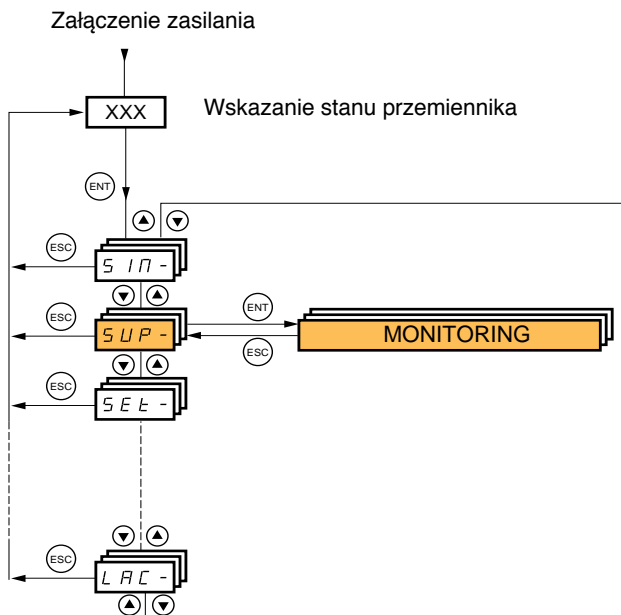 Załączenie zasilania
XXX
Wskazanie stanu przemiennika
ENT
ESC
SIM-
ENT
ESC
SUP-
MONITORING
ESC
ESC
SEt-
ESC
LAC-